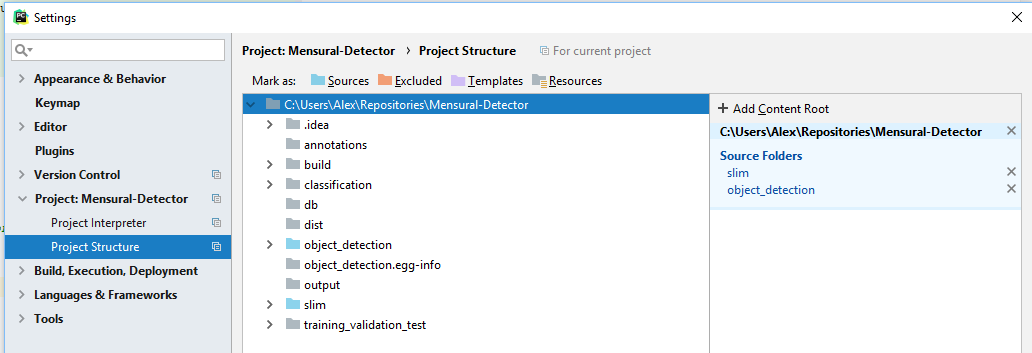 PC
Settings
Project: Mensural-Detector › Project Structure
For current project
Appearance & Behavior
Keymap
Editor
Plugins
Version Control
Project: Mensural-Detector
Project Interpreter
Project Structure
Build, Execution, Deployment
Languages & Frameworks
Tools
Mark as: Sources Excluded Templates Resources
C:\Users\Alex\Repositories\Mensural-Detector
.idea
annotations
build
classification
db
dist
object_detection
object_detection.egg-info
output
slim
training_validation_test
+ Add Content Root
C:\Users\Alex\Repositories\Mensural-Detector
Source Folders
slim
object_detection